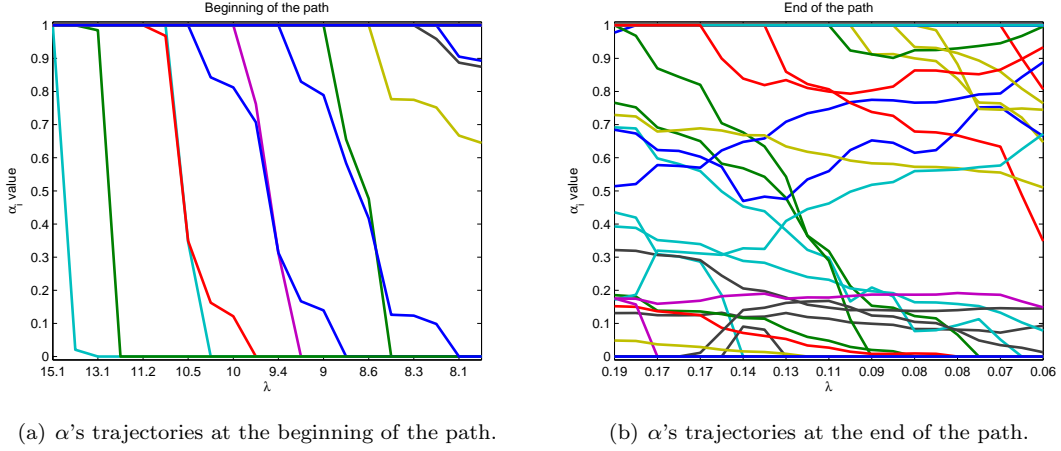 Beginning of the path
1
0.9
0.8
0.7
0.6
0.5
0.4
0.3
0.2
0.1
0
αi value
15.1 13.1 11.2 10.5 10 9.4 9 8.6 8.3 8.1
λ
(a) α's trajectories at the beginning of the path.
End of the path
1
0.9
0.8
0.7
0.6
0.5
0.4
0.3
0.2
0.1
0
αi value
0.19 0.17 0.17 0.14 0.13 0.11 0.09 0.08 0.07 0.06
λ
(b) α's trajectories at the end of the path.